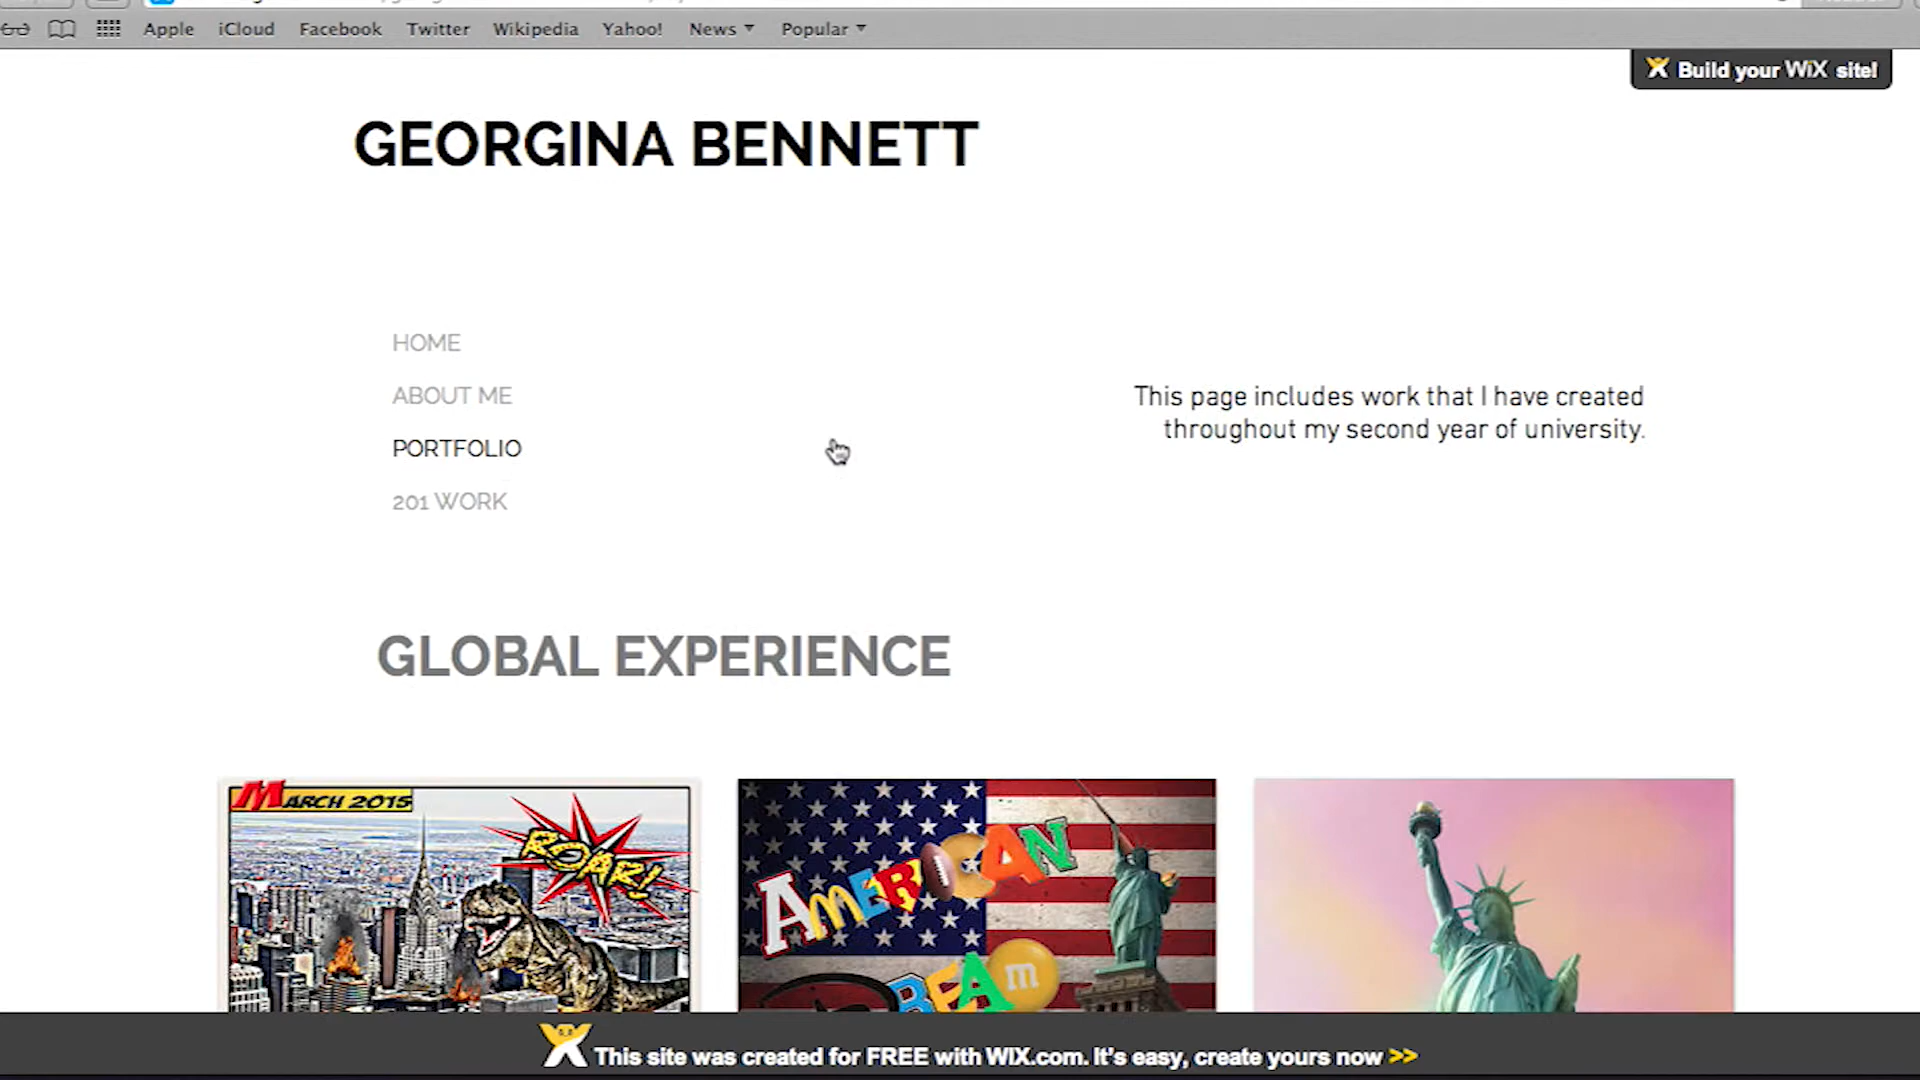 Apple iCloud Facebook Twitter Wikipedia Yahoo! News Popular
Build your WiX site!
GEORGINA BENNETT
HOME
ABOUT ME
PORTFOLIO
201 WORK
This page includes work that I have created
throughout my second year of university.
GLOBAL EXPERIENCE
MARCH 2015
ROAR!
AMERICAN
DREAM
m
This site was created for FREE with WIX.com. It's easy, create yours now >>